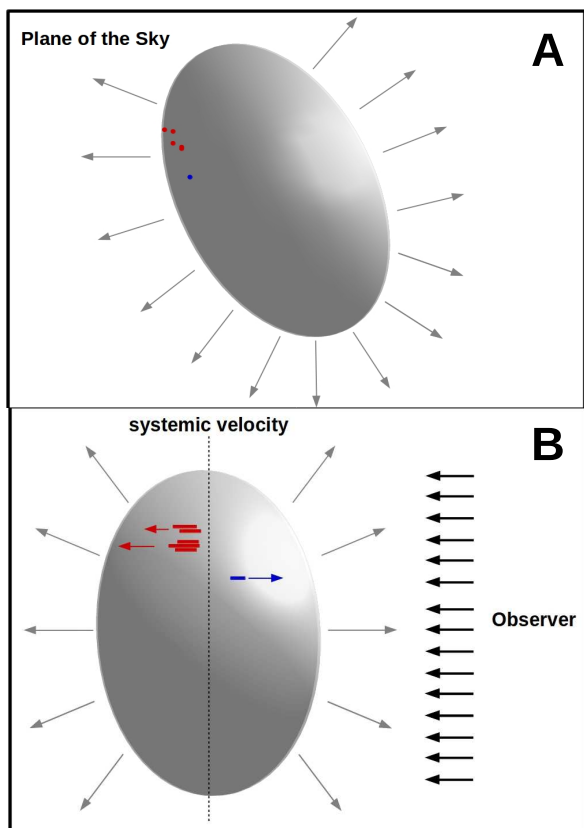 Plane of the Sky
A
systemic velocity
B
Observer